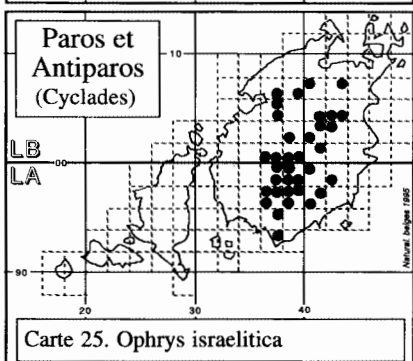 Paros et
Antiparos
(Cyclades)
10
LB
00
LA
90
20
30
40
Natural. belges 1995
Carte 25. Ophrys israelitica